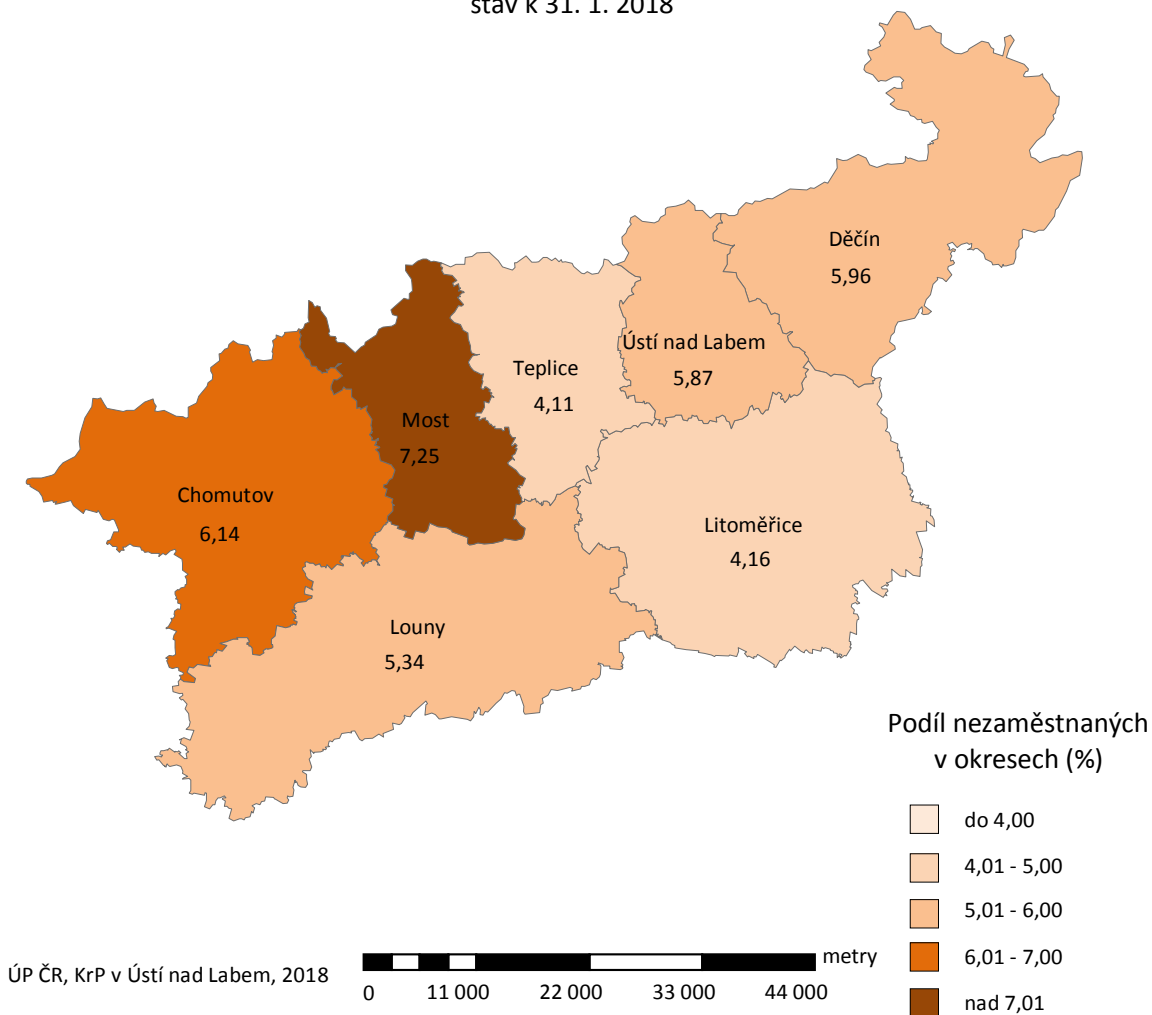 stav k 31. 1. 2018
Děčín
5,96
Ústí nad Labem
5,87
Teplice
4,11
Most
7,25
Chomutov
6,14
Litoměřice
4,16
Louny
5,34
Podíl nezaměstnaných
v okresech (%)
do 4,00
4,01 - 5,00
5,01 - 6,00
6,01 - 7,00
nad 7,01
ÚP ČR, KrP v Ústí nad Labem, 2018
metry
0 11 000 22 000 33 000 44 000